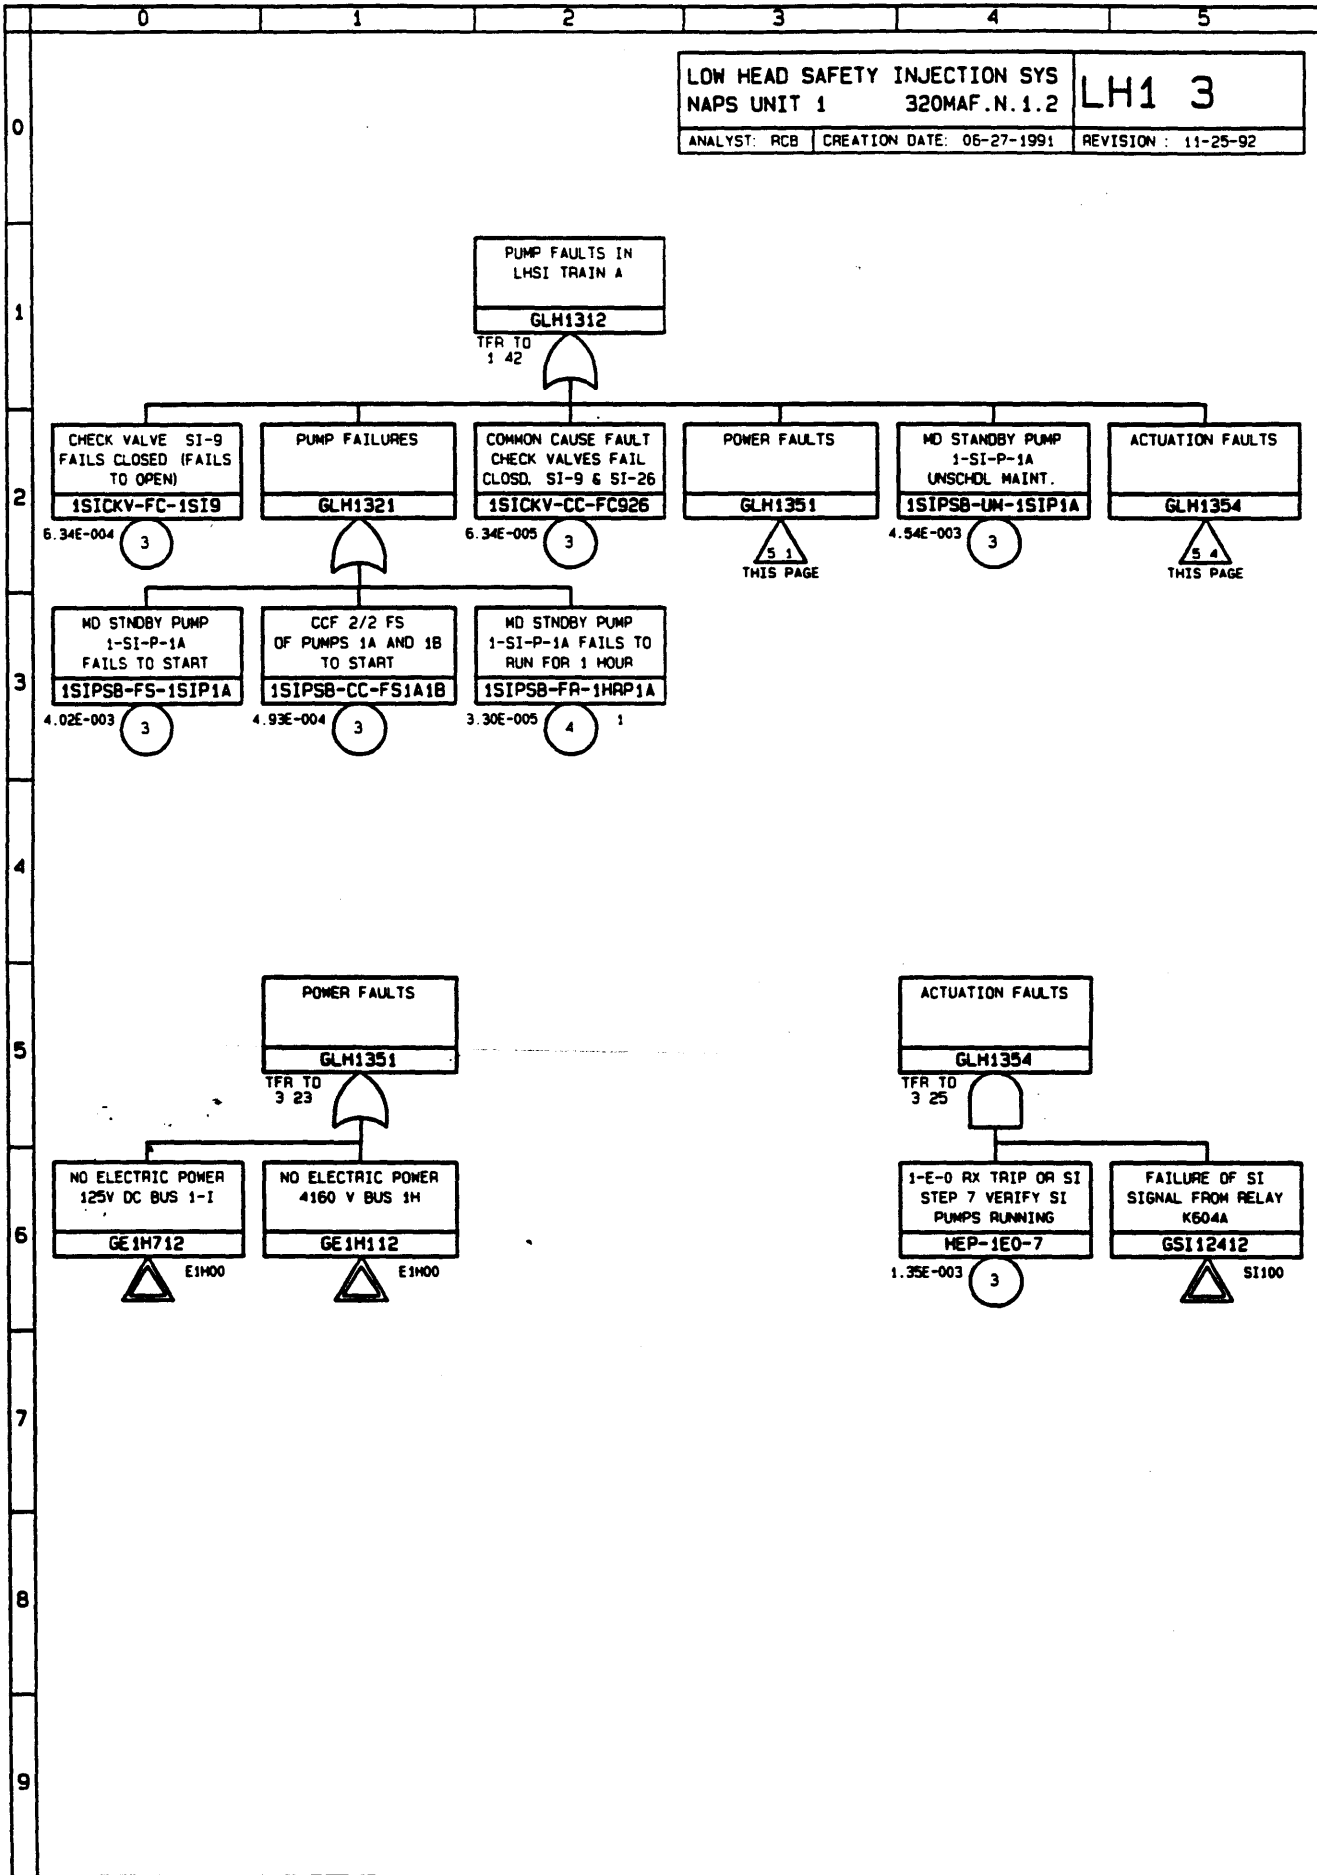 0 1 2 3 4 5
LOW HEAD SAFETY INJECTION SYS
NAPS UNIT 1 320MAF.N.1.2
LH1 3
ANALYST: RCB CREATION DATE: 06-27-1991 REVISION : 11-25-92
0
PUMP FAULTS IN
LHSI TRAIN A
GLH1312
TFR TO
1 42
1
CHECK VALVE SI-9
FAILS CLOSED (FAILS
TO OPEN)
1SICKV-FC-1SI9
6.34E-004
3
PUMP FAILURES
GLH1321
COMMON CAUSE FAULT
CHECK VALVES FAIL
CLOSD. SI-9 & SI-26
1SICKV-CC-FC926
6.34E-005
3
POWER FAULTS
GLH1351
5 1
THIS PAGE
MD STANDBY PUMP
1-SI-P-1A
UNSCHDL MAINT.
1SIPSB-UM-1SIP1A
4.54E-003
3
ACTUATION FAULTS
GLH1354
5 4
THIS PAGE
2
MD STNDBY PUMP
1-SI-P-1A
FAILS TO START
1SIPSB-FS-1SIP1A
4.02E-003
3
CCF 2/2 FS
OF PUMPS 1A AND 1B
TO START
1SIPSB-CC-FS1A1B
4.93E-004
3
MD STNDBY PUMP
1-SI-P-1A FAILS TO
RUN FOR 1 HOUR
1SIPSB-FR-1HRP1A
3.30E-005
4
1
3
4
POWER FAULTS
GLH1351
TFR TO
3 23
ACTUATION FAULTS
GLH1354
TFR TO
3 25
5
NO ELECTRIC POWER
125V DC BUS 1-I
GE1H712
E1H00
NO ELECTRIC POWER
4160 V BUS 1H
GE1H112
E1H00
1-E-0 RX TRIP OR SI
STEP 7 VERIFY SI
PUMPS RUNNING
HEP-1E0-7
1.35E-003
3
FAILURE OF SI
SIGNAL FROM RELAY
K604A
GSI12412
SI100
6
7
8
9